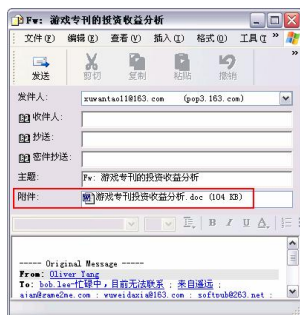 Fw: 游戏专刊的投资收益分析
文件(F) 编辑(E) 查看(V) 插入(I) 格式(O) 工具(T »
发送 剪切 复制 粘贴 撤销 »
发件人: xuwantao11@163.com (pop3.163.com)
收件人:
抄送:
密件抄送:
主题: Fw: 游戏专刊的投资收益分析
附件: 游戏专刊投资收益分析.doc (104 KB)
B I U A
----- Original Message -----
From: Oliver Yang
To: bob.lee-忙碌中，目前无法联系 ; 来自遥远 ;
aian@game2ne.com ; wuweidaxia@163.com ; softsub@263.net ;